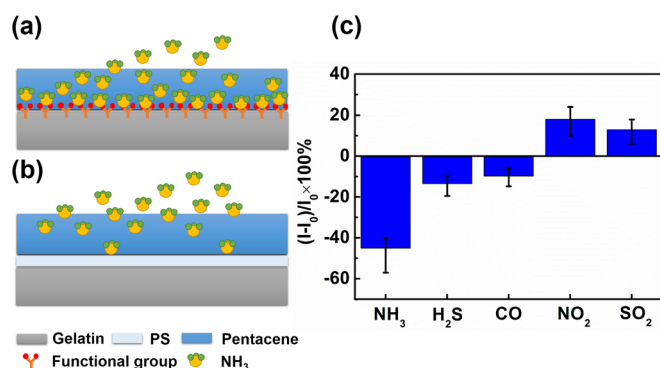 (a)
(b)
Gelatin PS Pentacene
Functional group NH₃
(c)
(I-I₀)/I₀×100%
40
20
0
-20
-40
-60
NH₃ H₂S CO NO₂ SO₂